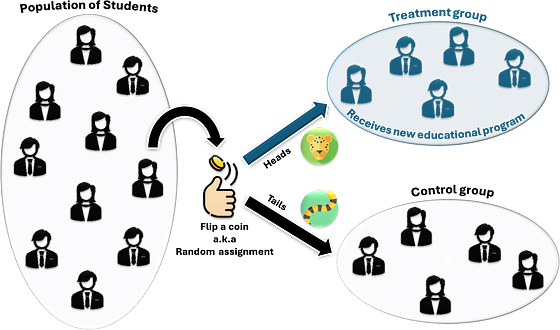 Population of Students
Treatment group
Receives new educational program
Heads
Tails
Flip a coin
a.k.a
Random assignment
Control group